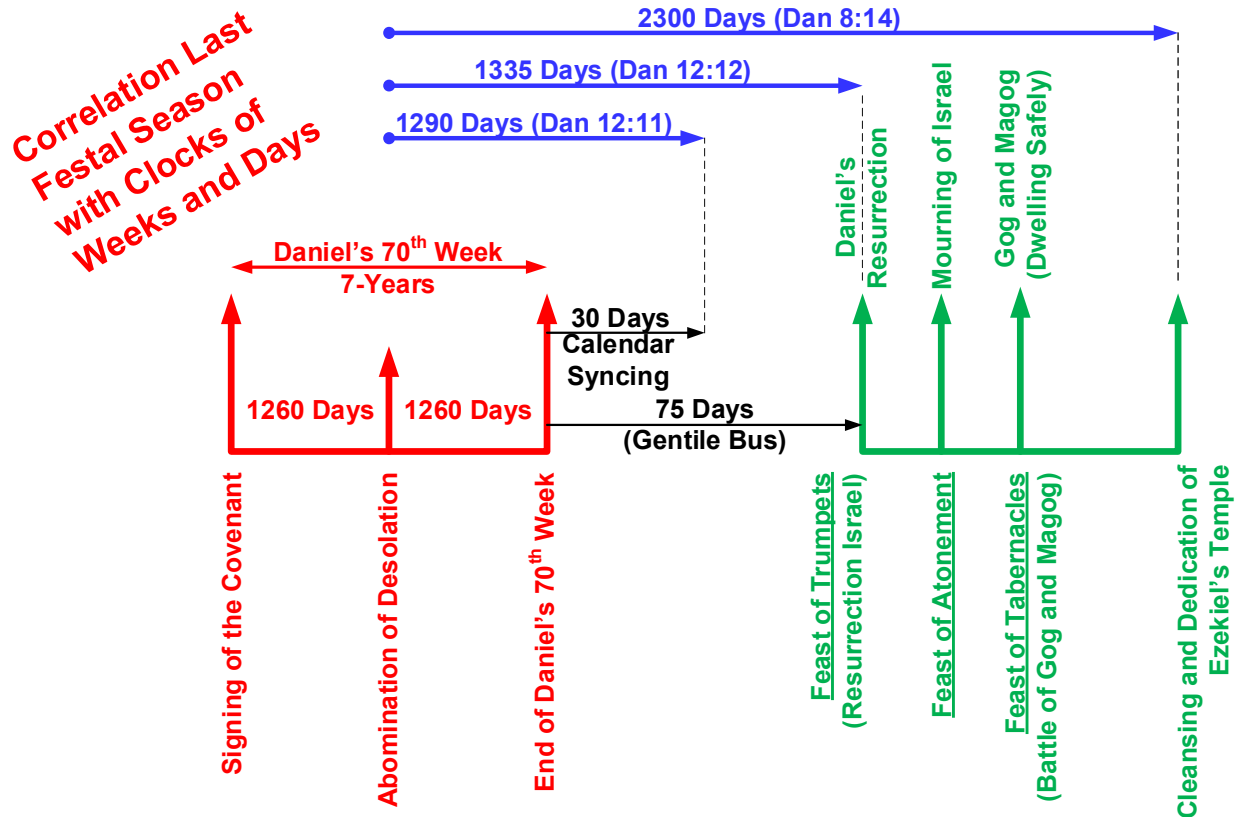 Correlation Last
Festal Season
with Clocks of
Weeks and Days
2300 Days (Dan 8:14)
1335 Days (Dan 12:12)
1290 Days (Dan 12:11)
Daniel's 70th Week
7-Years
1260 Days
1260 Days
30 Days
Calendar
Syncing
75 Days
(Gentile Bus)
Daniel's
Resurrection
Mourning of Israel
Gog and Magog
(Dwelling Safely)
Signing of the Covenant
Abomination of Desolation
End of Daniel's 70th Week
Feast of Trumpets
(Resurrection Israel)
Feast of Atonement
Feast of Tabernacles
(Battle of Gog and Magog)
Cleansing and Dedication of
Ezekiel's Temple